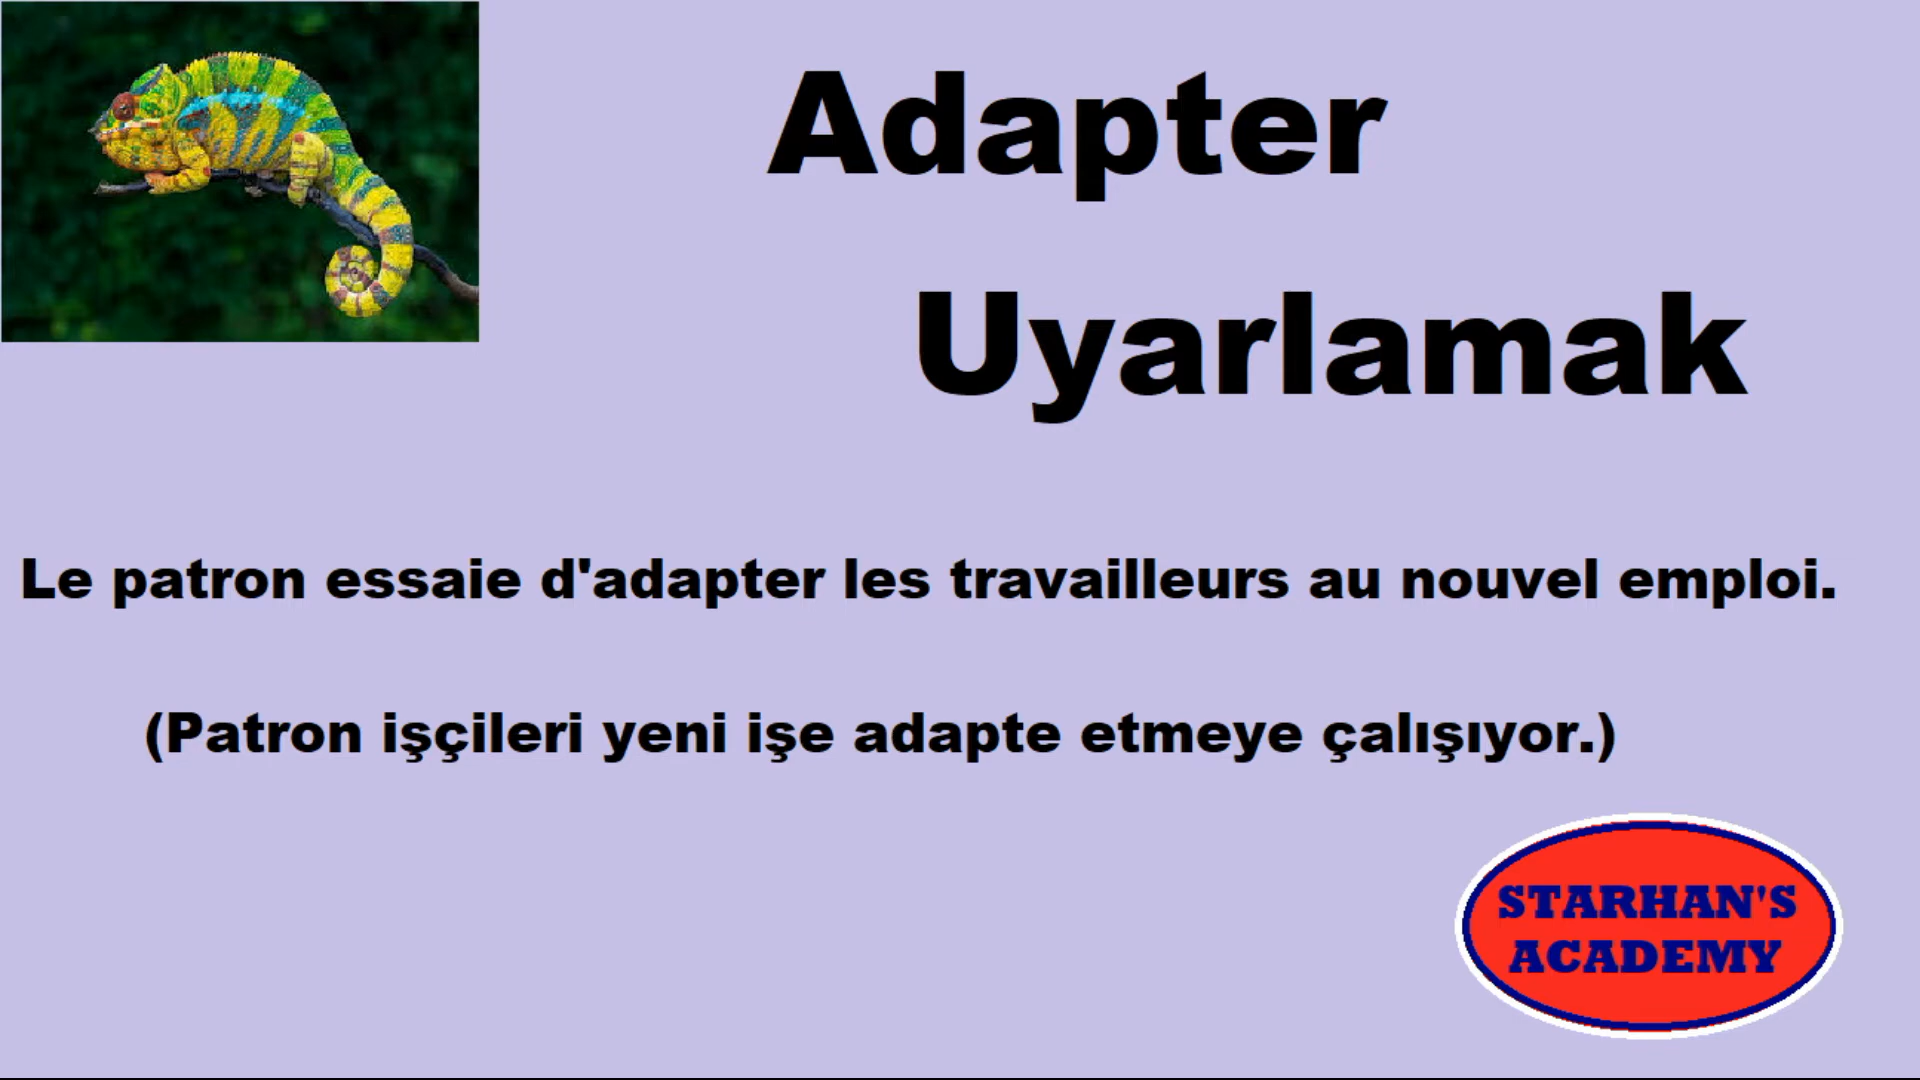 Adapter
Uyarlamak
Le patron essaie d'adapter les travailleurs au nouvel emploi.
(Patron işçileri yeni işe adapte etmeye çalışıyor.)
STARHAN'S
ACADEMY